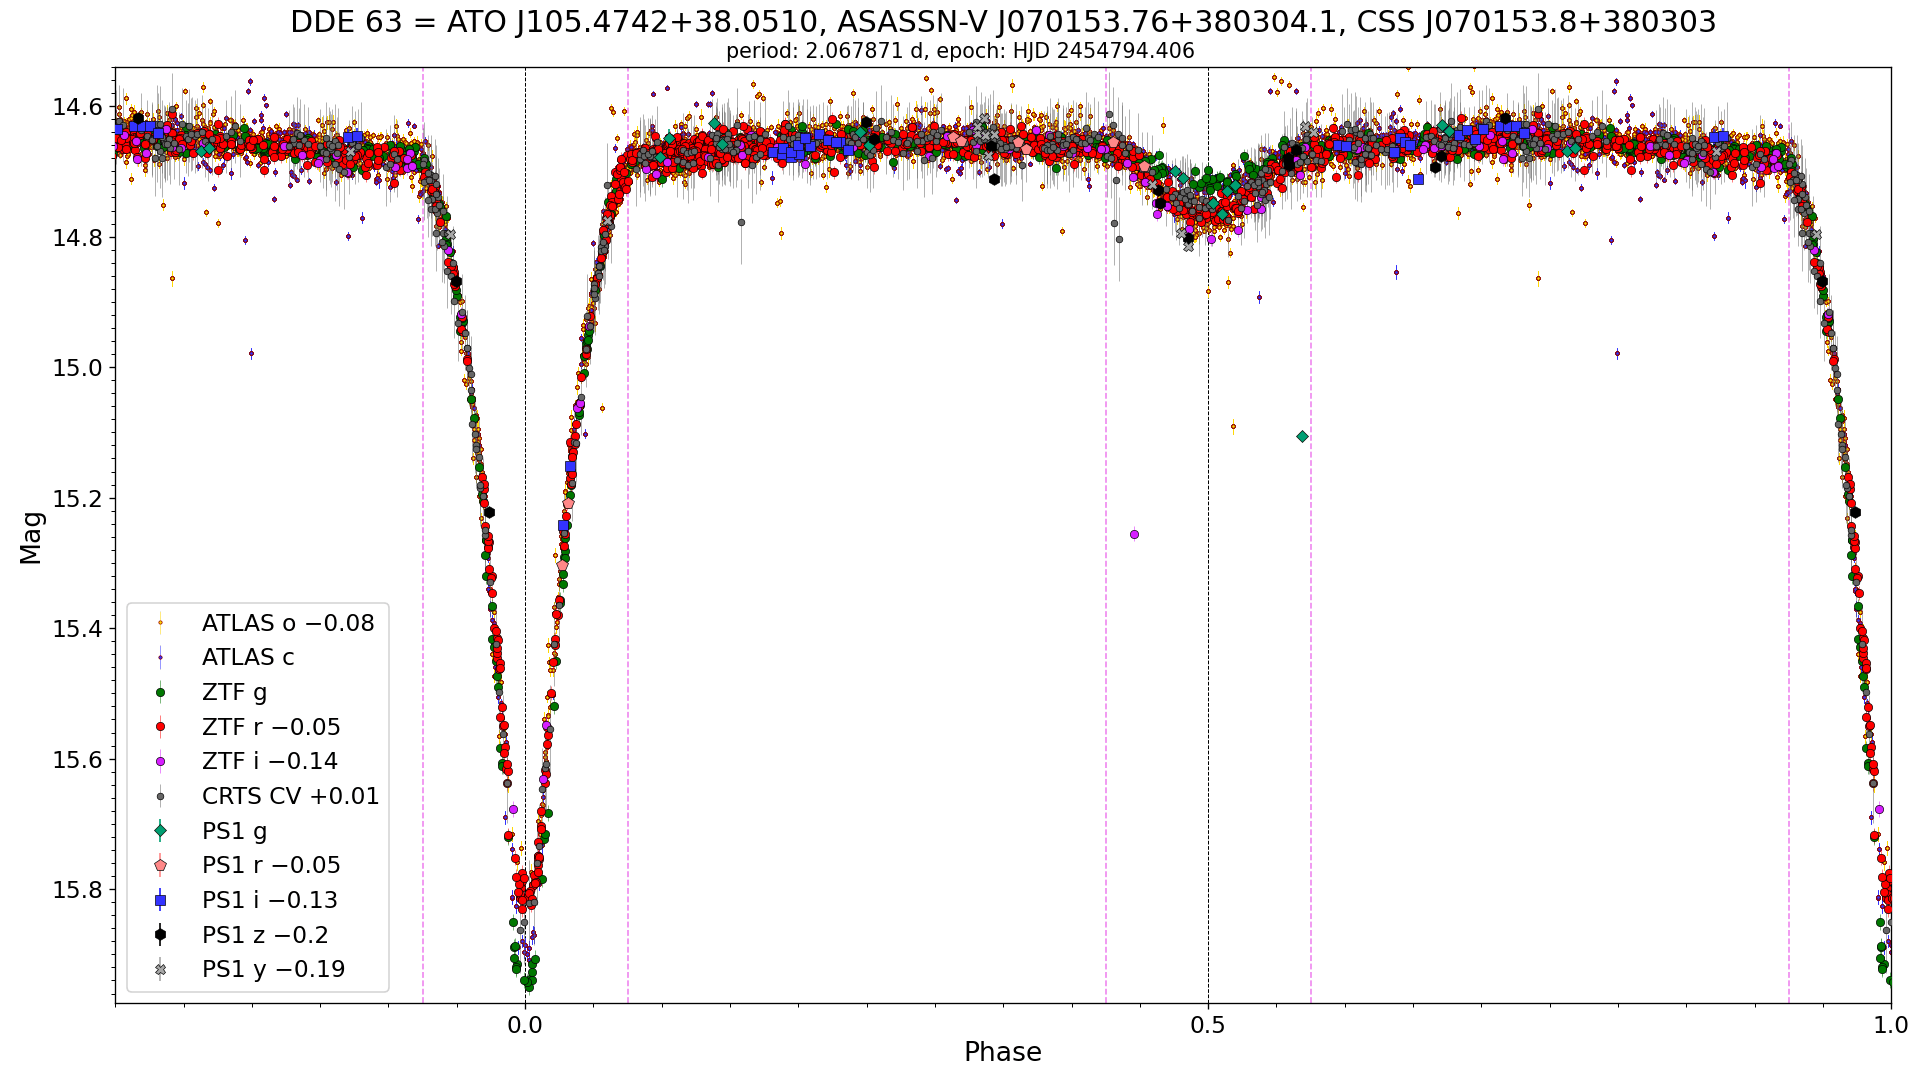 DDE 63 = ATO J105.4742+38.0510, ASASSN-V J070153.76+380304.1, CSS J070153.8+380303
period: 2.067871 d, epoch: HJD 2454794.406
Mag
14.6
14.8
15.0
15.2
15.4
15.6
15.8
ATLAS o −0.08
ATLAS c
ZTF g
ZTF r −0.05
ZTF i −0.14
CRTS CV +0.01
PS1 g
PS1 r −0.05
PS1 i −0.13
PS1 z −0.2
PS1 y −0.19
0.0 0.5 1.0
Phase